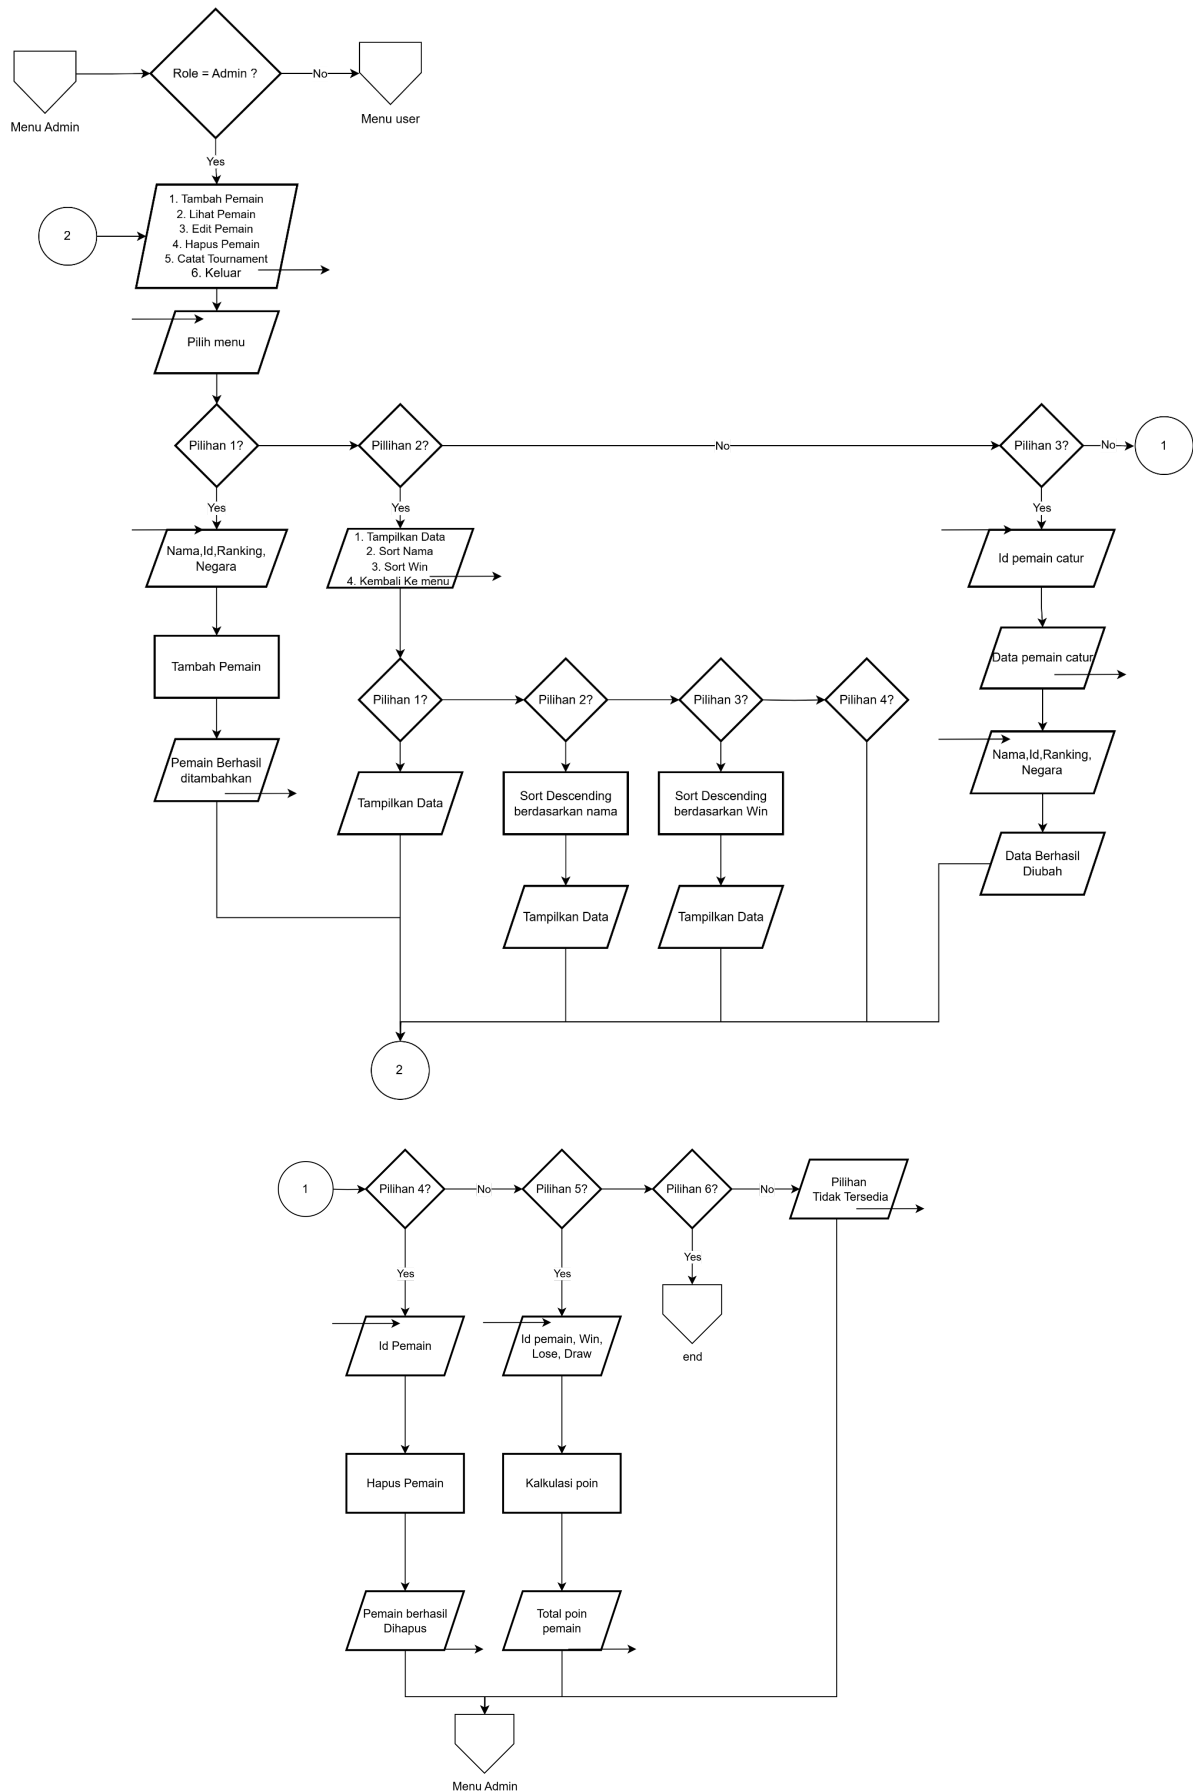 Role = Admin ?
No
Menu Admin
Menu user
Yes
1. Tambah Pemain
2. Lihat Pemain
3. Edit Pemain
4. Hapus Pemain
5. Catat Tournament
6. Keluar
2
Pilih menu
Pilihan 1?
Pillihan 2?
No
Pilihan 3?
No
1
Yes
Yes
Yes
Nama,Id,Ranking,
Negara
1. Tampilkan Data
2. Sort Nama
3. Sort Win
4. Kembali Ke menu
Id pemain catur
Tambah Pemain
Data pemain catur
Pilihan 1?
Pilihan 2?
Pilihan 3?
Pilihan 4?
Pemain Berhasil
ditambahkan
Nama,Id,Ranking,
Negara
Tampilkan Data
Sort Descending
berdasarkan nama
Sort Descending
berdasarkan Win
Data Berhasil
Diubah
Tampilkan Data
Tampilkan Data
2
1
Pilihan 4?
No
Pilihan 5?
Pilihan 6?
No
Pilihan
Tidak Tersedia
Yes
Yes
Yes
Id Pemain
Id pemain, Win,
Lose, Draw
end
Hapus Pemain
Kalkulasi poin
Pemain berhasil
Dihapus
Total poin
pemain
Menu Admin